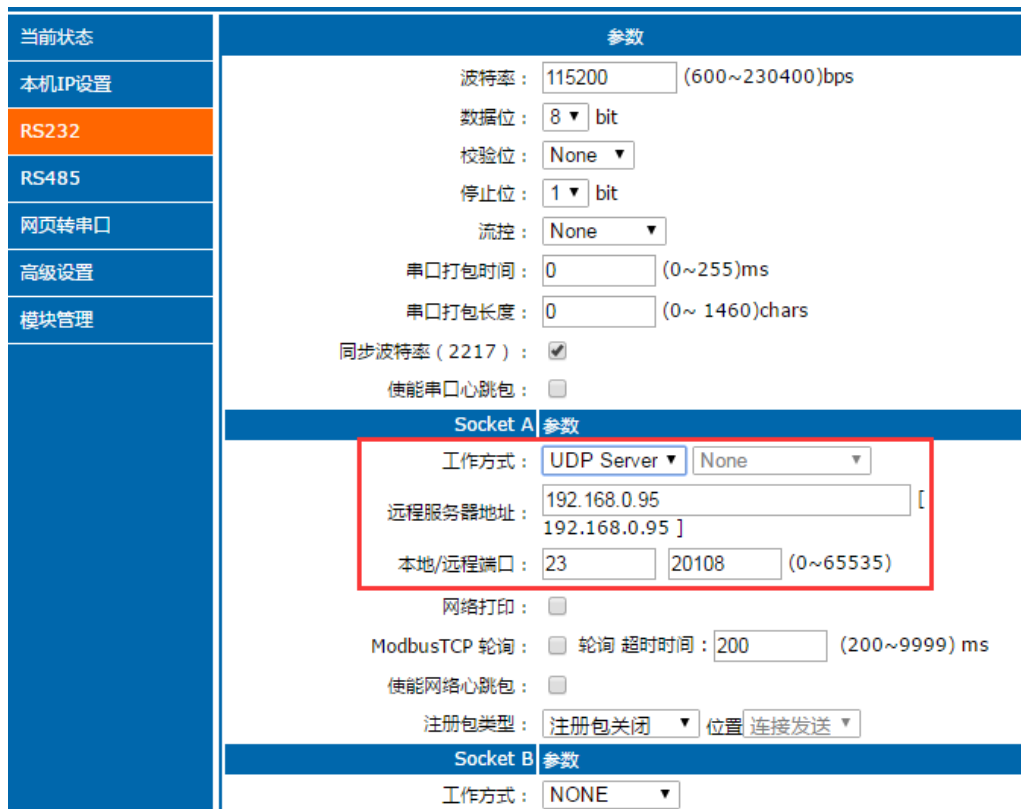 当前状态
本机IP设置
RS232
RS485
网页转串口
高级设置
模块管理
参数
波特率： 115200 (600~230400)bps
数据位： 8 bit
校验位： None
停止位： 1 bit
流控： None
串口打包时间： 0 (0~255)ms
串口打包长度： 0 (0~ 1460)chars
同步波特率（2217）：
使能串口心跳包：
Socket A 参数
工作方式： UDP Server None
远程服务器地址： 192.168.0.95 [
192.168.0.95 ]
本地/远程端口： 23 20108 (0~65535)
网络打印：
ModbusTCP 轮询： 轮询 超时时间：200 (200~9999) ms
使能网络心跳包：
注册包类型： 注册包关闭 位置 连接发送
Socket B 参数
工作方式： NONE